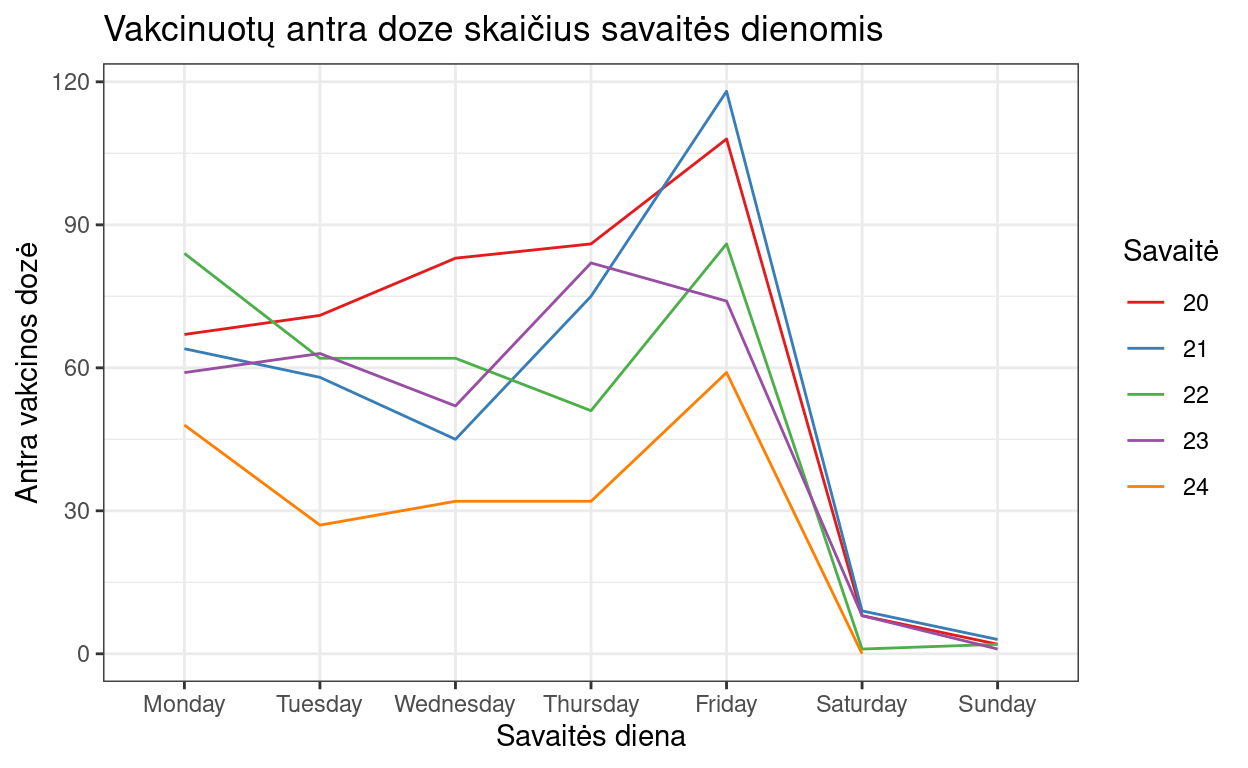 Vakcinuotų antra doze skaičius savaitės dienomis
Antra vakcinos dozė
120
90
60
30
0
Monday Tuesday Wednesday Thursday Friday Saturday Sunday
Savaitės diena
Savaitė
20
21
22
23
24